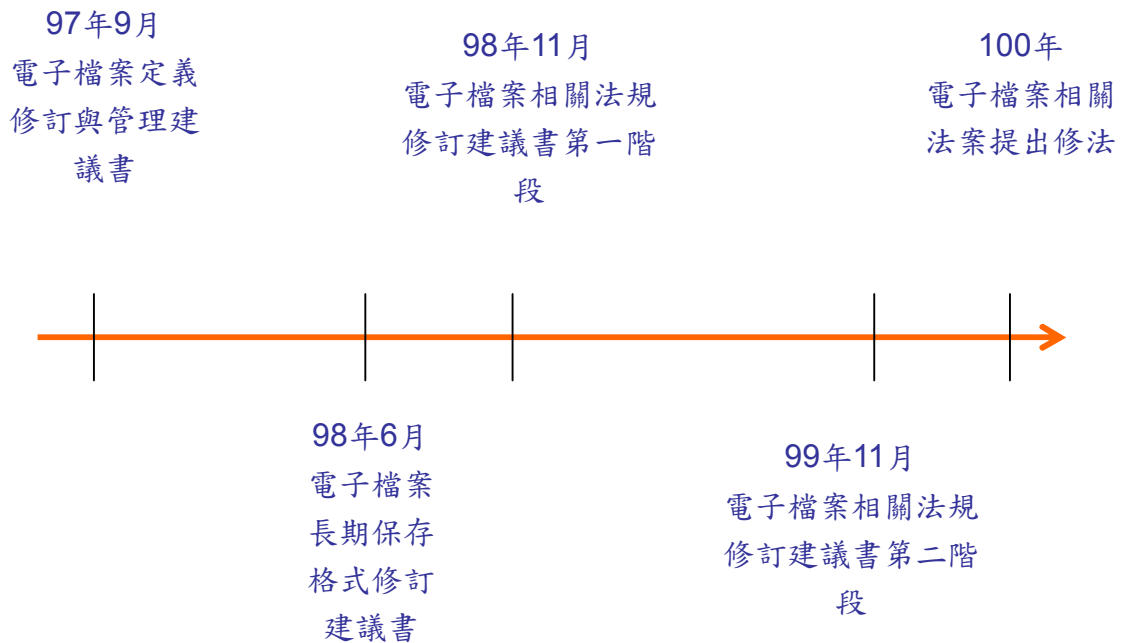 97年9月
電子檔案定義
修訂與管理建
議書
98年11月
電子檔案相關法規
修訂建議書第一階
段
100年
電子檔案相關
法案提出修法
98年6月
電子檔案
長期保存
格式修訂
建議書
99年11月
電子檔案相關法規
修訂建議書第二階
段